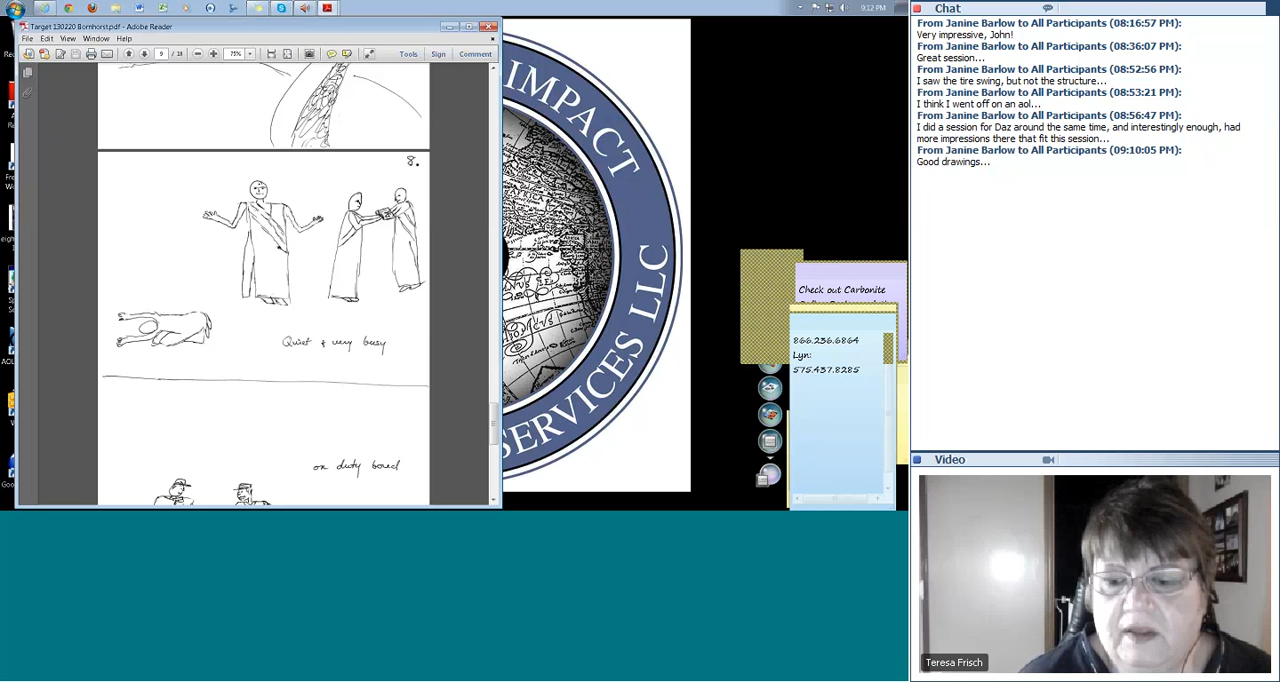 9:12 PM
Target 130220 Bornhorst.pdf - Adobe Reader
File Edit View Window Help
9 / 18 75% Tools Sign Comment
8.
Quiet & very busy
on duty bored
IMPACT
SERVICES LLC
Check out Carbonite
866.236.6864
Lyn:
575.437.8285
Chat
From Janine Barlow to All Participants (08:16:57 PM):
Very impressive, John!
From Janine Barlow to All Participants (08:36:07 PM):
Great session...
From Janine Barlow to All Participants (08:52:56 PM):
I saw the tire swing, but not the structure...
From Janine Barlow to All Participants (08:53:21 PM):
I think I went off on an aol...
From Janine Barlow to All Participants (08:56:47 PM):
I did a session for Daz around the same time, and interestingly enough, had
more impressions there that fit this session...
From Janine Barlow to All Participants (09:10:05 PM):
Good drawings...
Video
Teresa Frisch